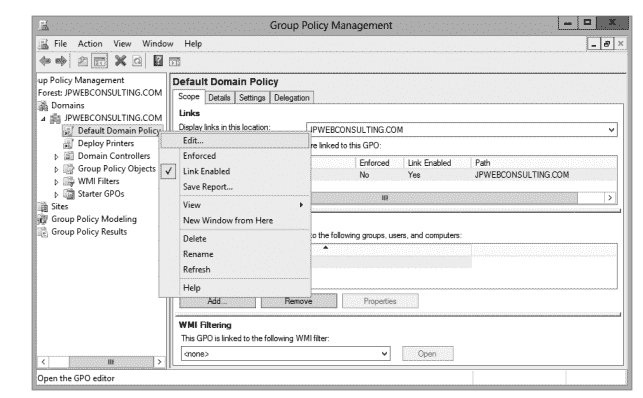 Group Policy Management
File Action View Window Help
up Policy Management
Forest: JPWEBCONSULTING.COM
Domains
JPWEBCONSULTING.COM
Default Domain Policy
Deploy Printers
Domain Controllers
Group Policy Objects
WMI Filters
Starter GPOs
Sites
Group Policy Modeling
Group Policy Results
Edit...
Enforced
Link Enabled
Save Report...
View
New Window from Here
Delete
Rename
Refresh
Help
Default Domain Policy
Scope Details Settings Delegation
Links
Display links in this location: JPWEBCONSULTING.COM
re linked to this GPO:
Enforced Link Enabled Path
No Yes JPWEBCONSULTING.COM
o the following groups, users, and computers:
Add... Remove Properties
WMI Filtering
This GPO is linked to the following WMI filter:
<none> Open
Open the GPO editor